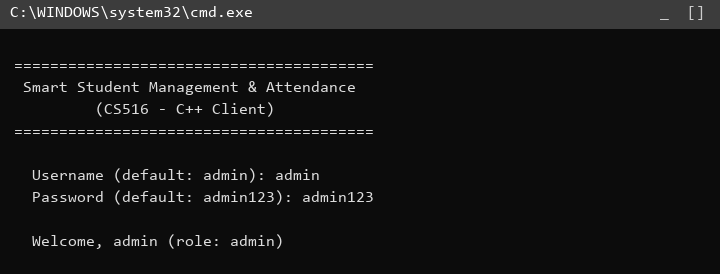 C:\WINDOWS\system32\cmd.exe _ []
========================================
Smart Student Management & Attendance
(CS516 - C++ Client)
========================================
Username (default: admin): admin
Password (default: admin123): admin123
Welcome, admin (role: admin)